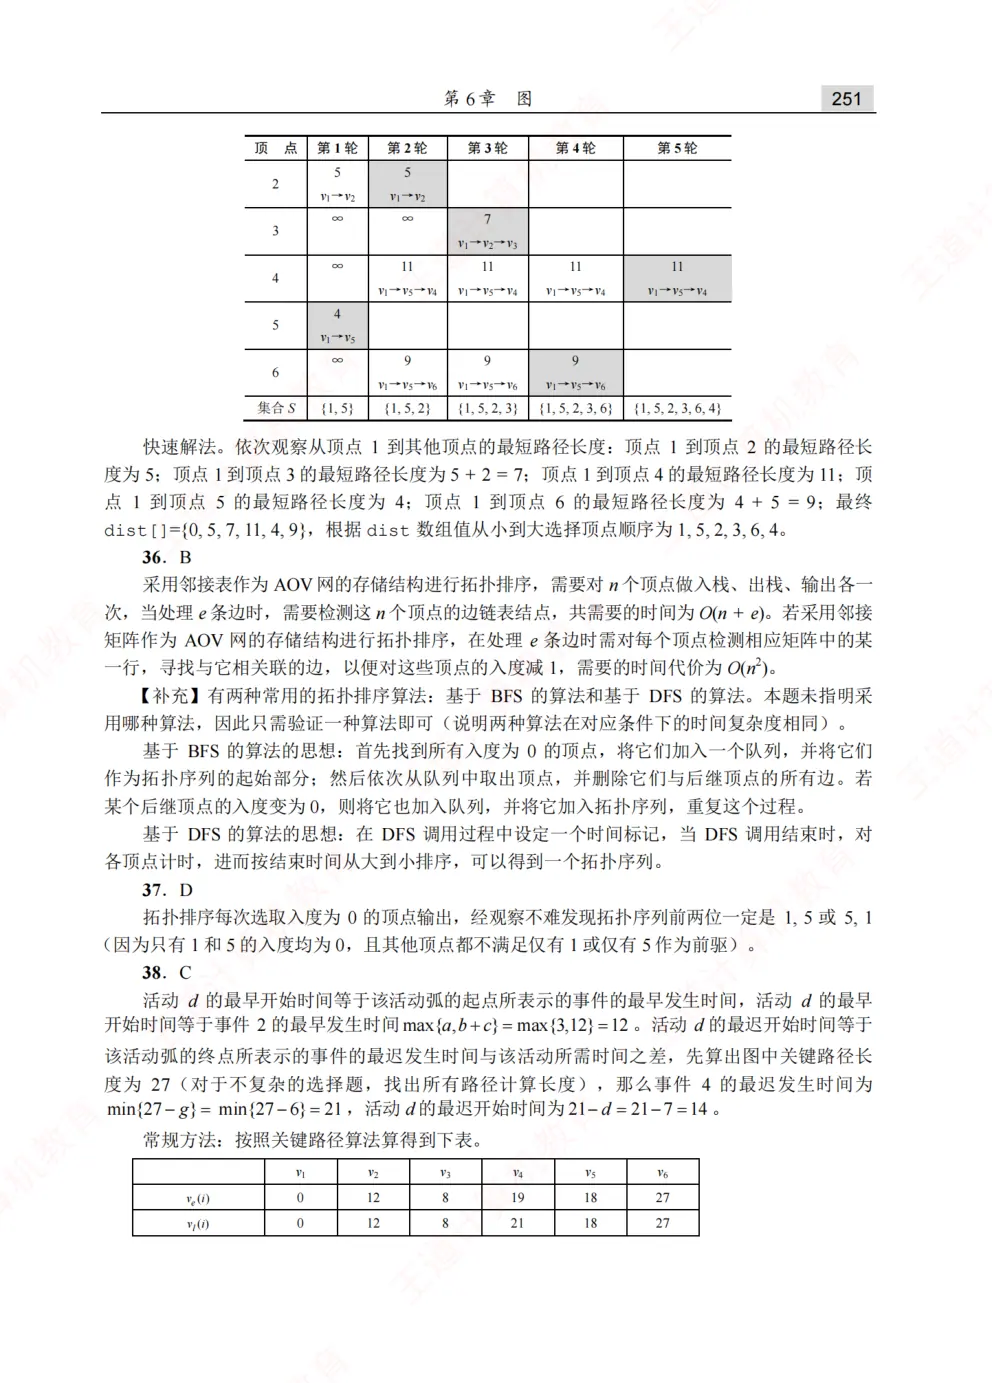 第 6 章 图 251
顶 点 第 1 轮 第 2 轮 第 3 轮 第 4 轮 第 5 轮
2 5 5
v₁→v₂ v₁→v₂
3 ∞ ∞ 7
v₁→v₂→v₃
4 ∞ 11 11 11 11
v₁→v₅→v₄ v₁→v₅→v₄ v₁→v₅→v₄ v₁→v₅→v₄
5 4
v₁→v₅
6 ∞ 9 9 9
v₁→v₅→v₆ v₁→v₅→v₆ v₁→v₅→v₆
集合 S {1, 5} {1, 5, 2} {1, 5, 2, 3} {1, 5, 2, 3, 6} {1, 5, 2, 3, 6, 4}
快速解法。依次观察从顶点 1 到其他顶点的最短路径长度：顶点 1 到顶点 2 的最短路径长
度为 5；顶点 1 到顶点 3 的最短路径长度为 5 + 2 = 7；顶点 1 到顶点 4 的最短路径长度为 11；顶
点 1 到顶点 5 的最短路径长度为 4；顶点 1 到顶点 6 的最短路径长度为 4 + 5 = 9；最终
dist[]={0, 5, 7, 11, 4, 9}，根据 dist 数组值从小到大选择顶点顺序为 1, 5, 2, 3, 6, 4。
36．B
采用邻接表作为 AOV 网的存储结构进行拓扑排序，需要对 n 个顶点做入栈、出栈、输出各一
次，当处理 e 条边时，需要检测这 n 个顶点的边链表结点，共需要的时间为 O(n + e)。若采用邻接
矩阵作为 AOV 网的存储结构进行拓扑排序，在处理 e 条边时需对每个顶点检测相应矩阵中的某
一行，寻找与它相关联的边，以便对这些顶点的入度减 1，需要的时间代价为 O(n²)。
【补充】有两种常用的拓扑排序算法：基于 BFS 的算法和基于 DFS 的算法。本题未指明采
用哪种算法，因此只需验证一种算法即可（说明两种算法在对应条件下的时间复杂度相同）。
基于 BFS 的算法的思想：首先找到所有入度为 0 的顶点，将它们加入一个队列，并将它们
作为拓扑序列的起始部分；然后依次从队列中取出顶点，并删除它们与后继顶点的所有边。若
某个后继顶点的入度变为 0，则将它也加入队列，并将它加入拓扑序列，重复这个过程。
基于 DFS 的算法的思想：在 DFS 调用过程中设定一个时间标记，当 DFS 调用结束时，对
各顶点计时，进而按结束时间从大到小排序，可以得到一个拓扑序列。
37．D
拓扑排序每次选取入度为 0 的顶点输出，经观察不难发现拓扑序列前两位一定是 1, 5 或 5, 1
（因为只有 1 和 5 的入度均为 0，且其他顶点都不满足仅有 1 或仅有 5 作为前驱）。
38．C
活动 d 的最早开始时间等于该活动弧的起点所表示的事件的最早发生时间，活动 d 的最早
开始时间等于事件 2 的最早发生时间 max{a, b + c} = max{3,12} = 12 。活动 d 的最迟开始时间等于
该活动弧的终点所表示的事件的最迟发生时间与该活动所需时间之差，先算出图中关键路径长
度为 27（对于不复杂的选择题，找出所有路径计算长度），那么事件 4 的最迟发生时间为
min{27 − g} = min{27 − 6} = 21，活动 d 的最迟开始时间为 21 − d = 21 − 7 = 14 。
常规方法：按照关键路径算法算得到下表。
v₁ v₂ v₃ v₄ v₅ v₆
vₑ(i) 0 12 8 19 18 27
vₗ(i) 0 12 8 21 18 27